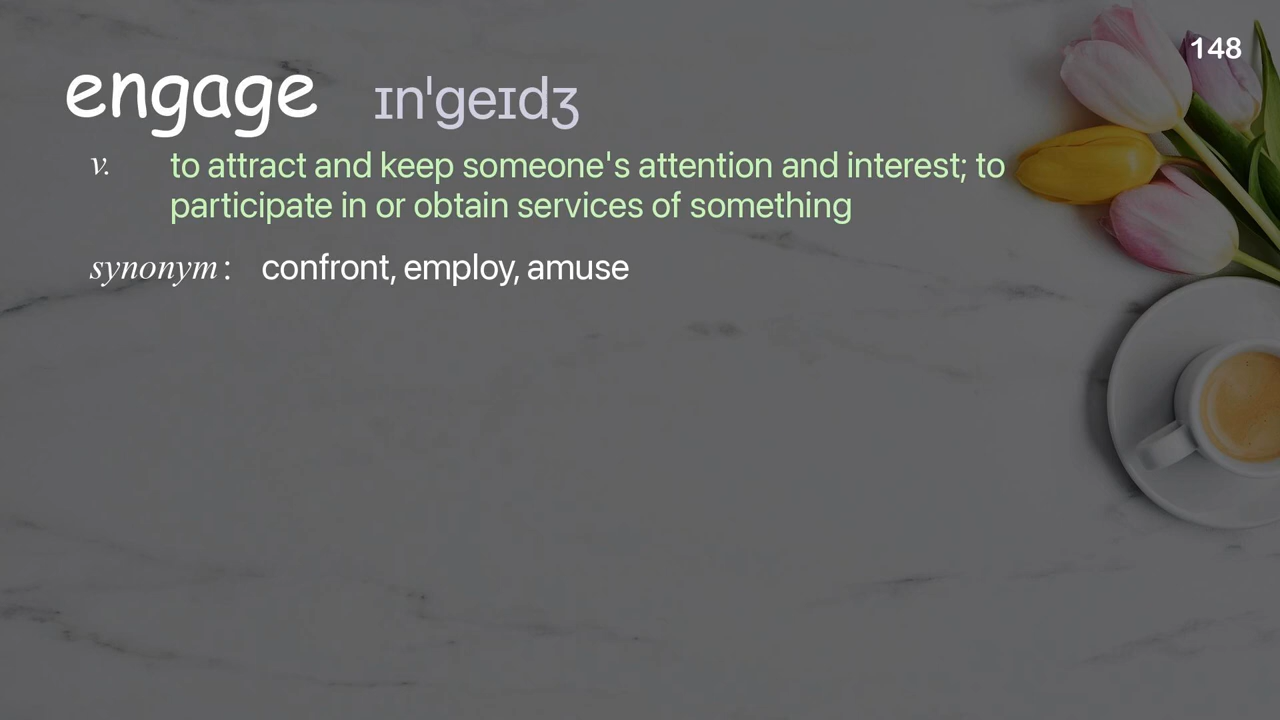 148
engage ɪnˈgeɪdʒ
v. to attract and keep someone's attention and interest; to
participate in or obtain services of something
synonym: confront, employ, amuse